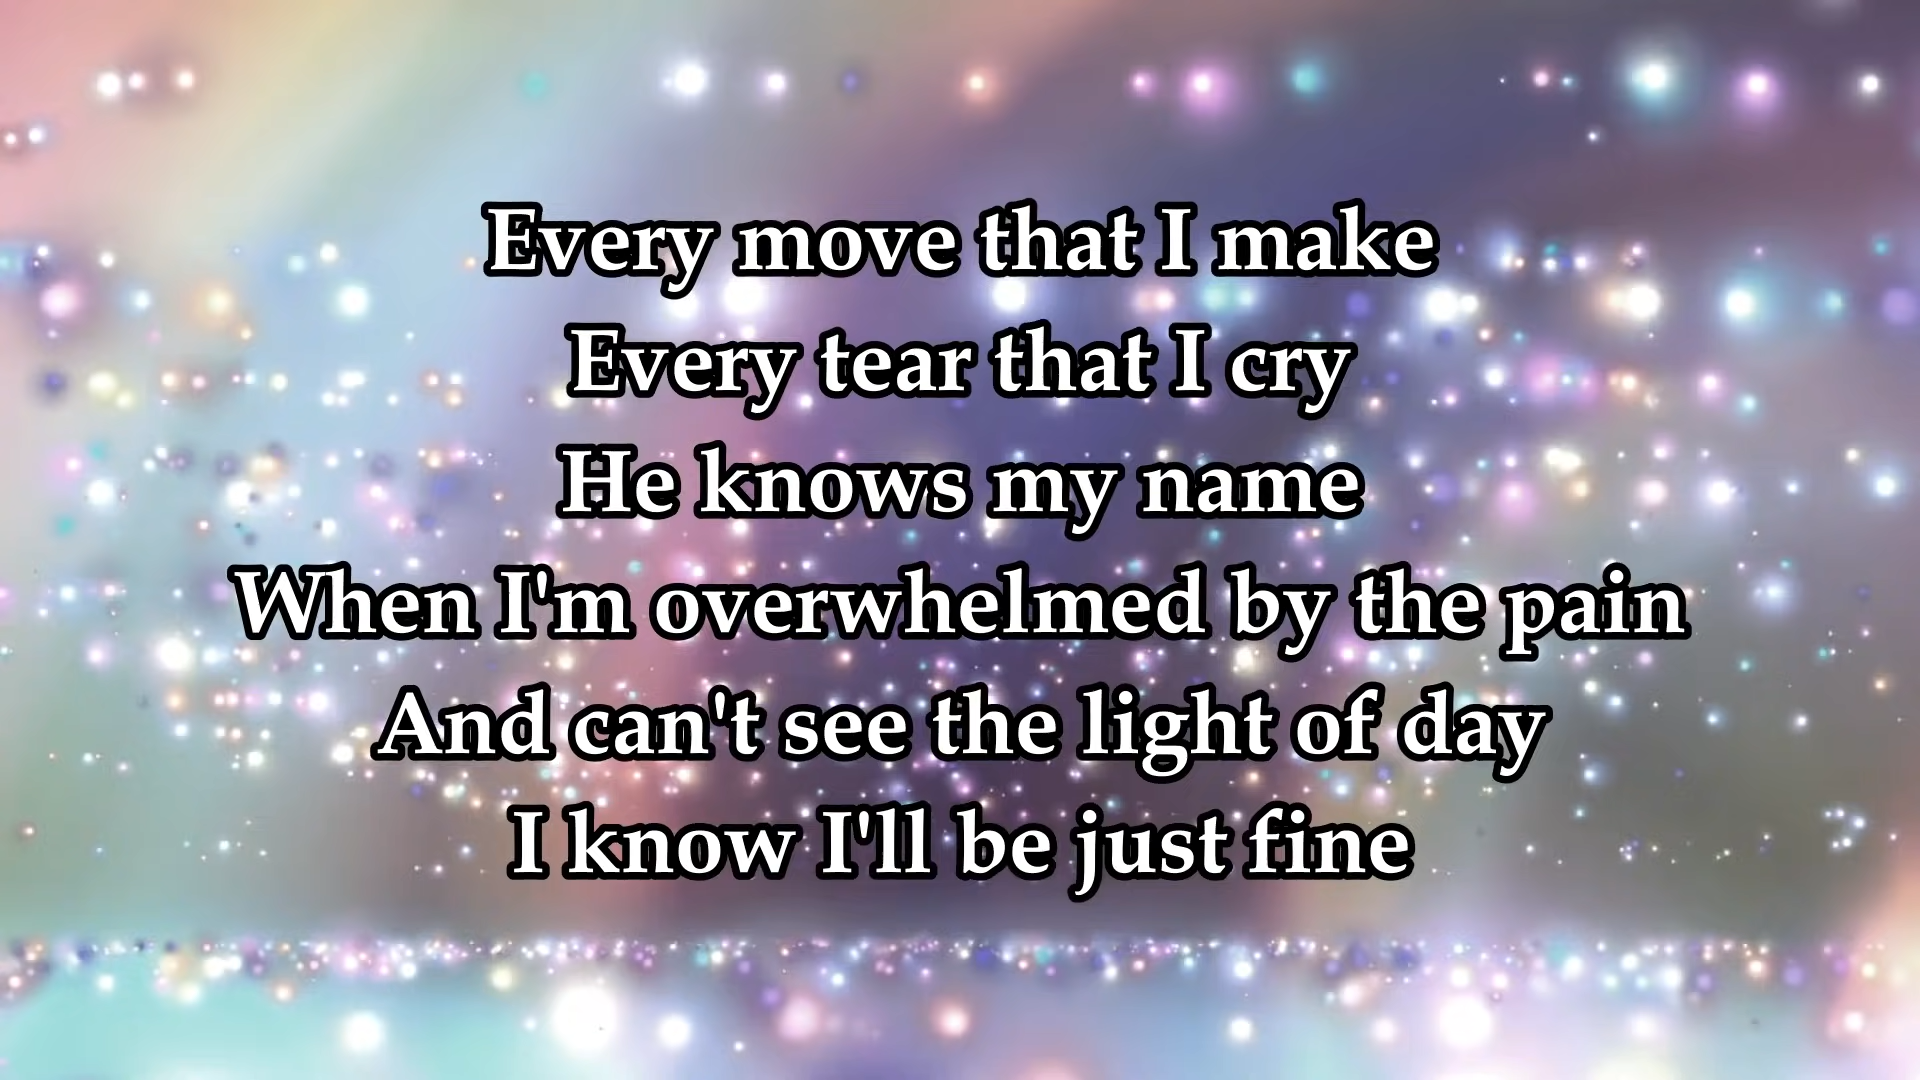 Every move that I make
Every tear that I cry
He knows my name
When I'm overwhelmed by the pain
And can't see the light of day
I know I'll be just fine